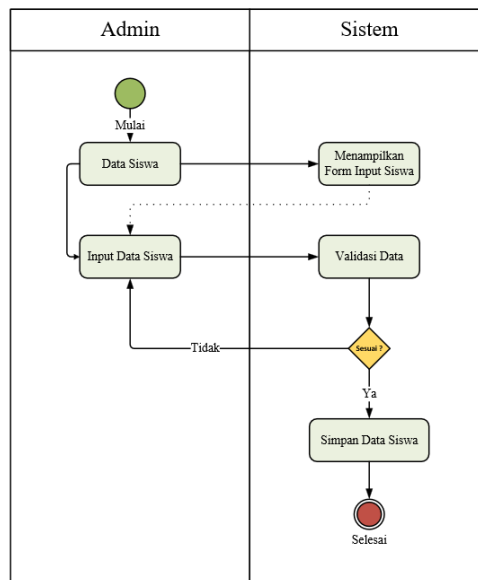 Admin
Sistem
Mulai
Data Siswa
Menampilkan
Form Input Siswa
Input Data Siswa
Validasi Data
Sesuai ?
Tidak
Ya
Simpan Data Siswa
Selesai